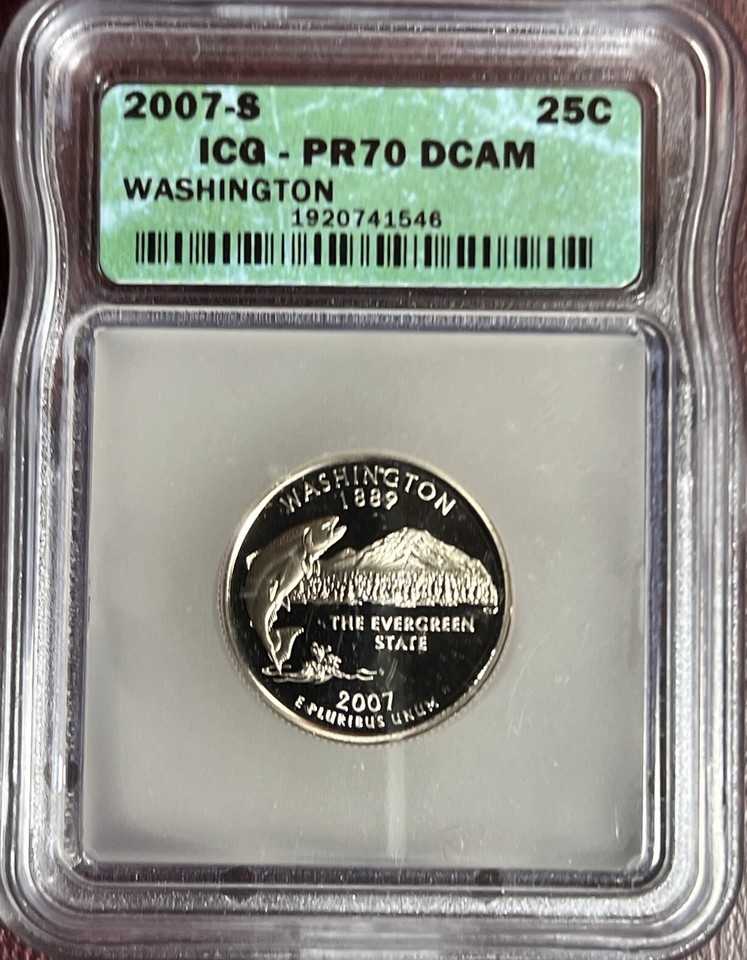 2007-S 25C
ICG - PR70 DCAM
WASHINGTON
1920741546
WASHINGTON
1889
THE EVERGREEN
STATE
2007
E PLURIBUS UNUM